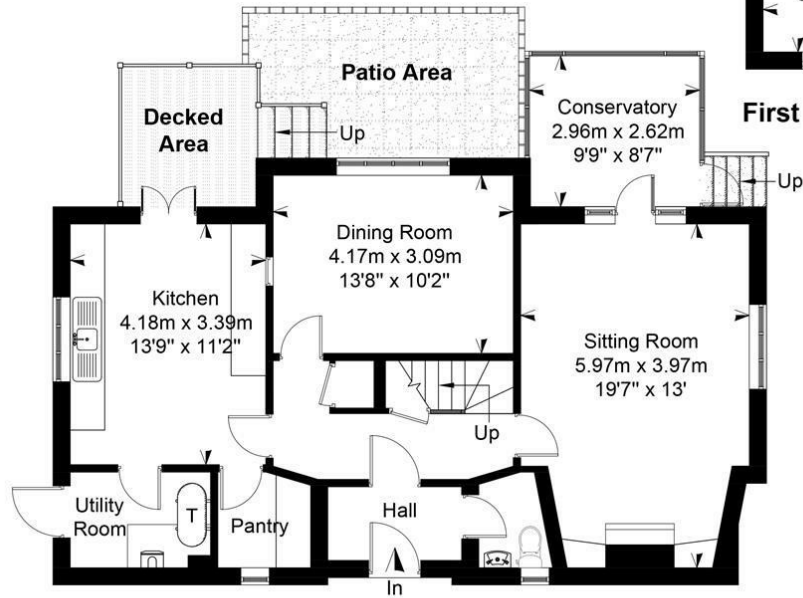 Patio Area
Decked
Area
Up
Conservatory
2.96m x 2.62m
9'9" x 8'7"
First
Up
Dining Room
4.17m x 3.09m
13'8" x 10'2"
Kitchen
4.18m x 3.39m
13'9" x 11'2"
Sitting Room
5.97m x 3.97m
19'7" x 13'
Up
Utility
Room
T
Pantry
Hall
In